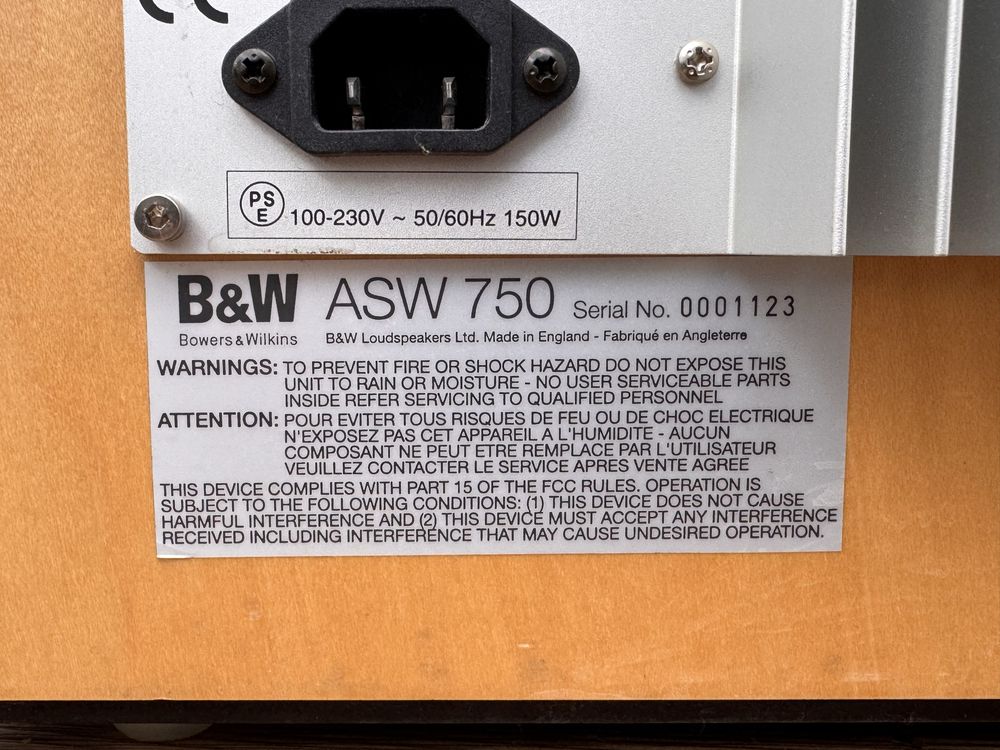 PS
E
100-230V ~ 50/60Hz 150W
B&W ASW 750 Serial No. 0001123
Bowers & Wilkins B&W Loudspeakers Ltd. Made in England - Fabriqué en Angleterre
WARNINGS: TO PREVENT FIRE OR SHOCK HAZARD DO NOT EXPOSE THIS
UNIT TO RAIN OR MOISTURE - NO USER SERVICEABLE PARTS
INSIDE REFER SERVICING TO QUALIFIED PERSONNEL
ATTENTION: POUR EVITER TOUS RISQUES DE FEU OU DE CHOC ELECTRIQUE
N'EXPOSEZ PAS CET APPAREIL A L'HUMIDITE - AUCUN
COMPOSANT NE PEUT ETRE REMPLACE PAR L'UTILISATEUR
VEUILLEZ CONTACTER LE SERVICE APRES VENTE AGREE
THIS DEVICE COMPLIES WITH PART 15 OF THE FCC RULES. OPERATION IS
SUBJECT TO THE FOLLOWING CONDITIONS: (1) THIS DEVICE DOES NOT CAUSE
HARMFUL INTERFERENCE AND (2) THIS DEVICE MUST ACCEPT ANY INTERFERENCE
RECEIVED INCLUDING INTERFERENCE THAT MAY CAUSE UNDESIRED OPERATION.